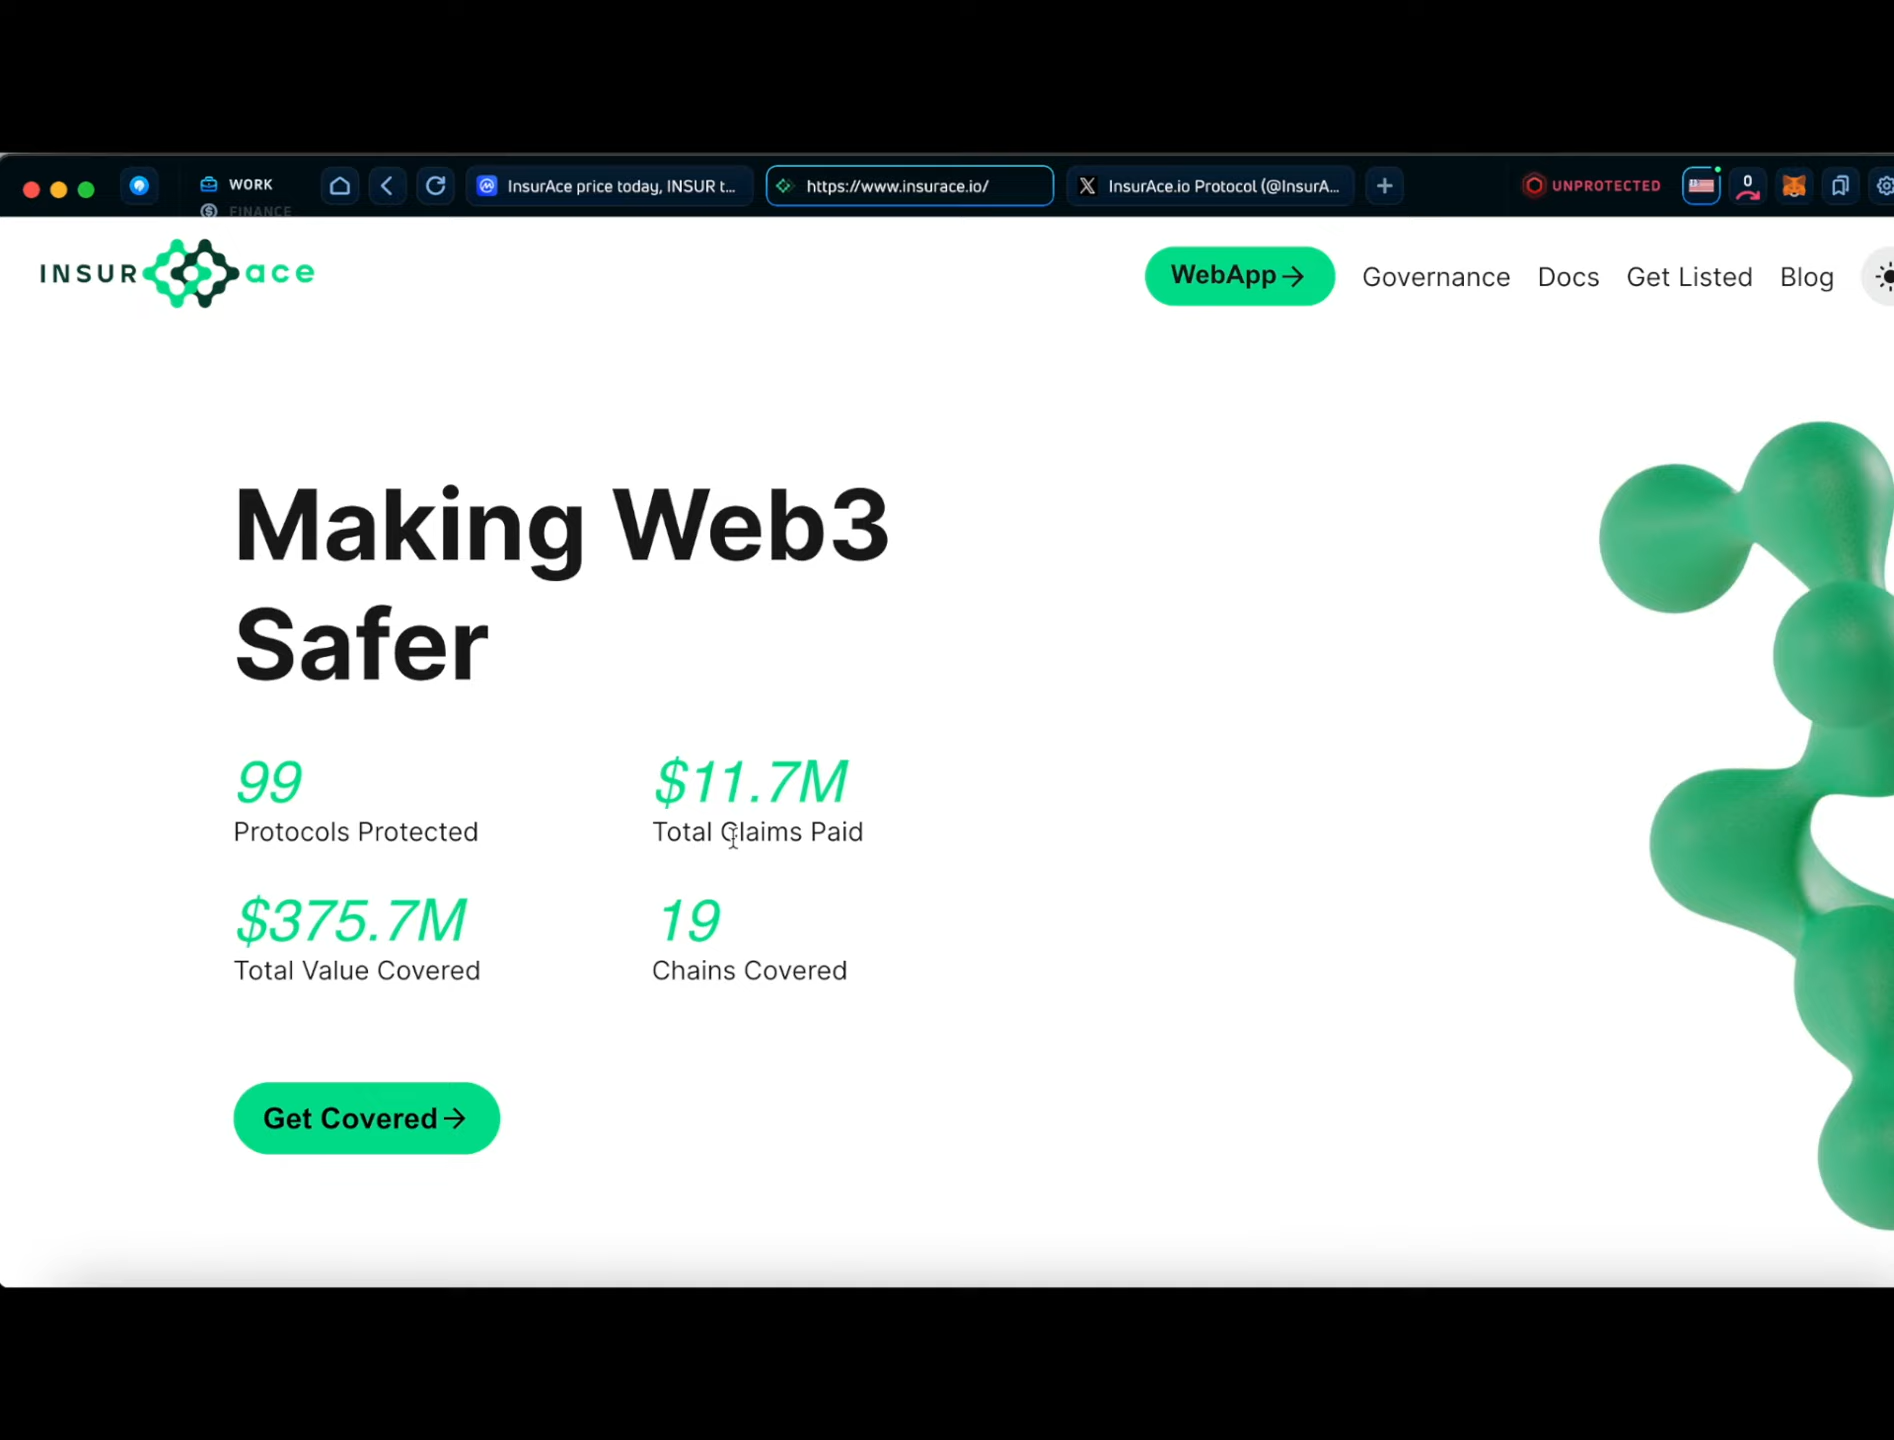 WORK
FINANCE
InsurAce price today, INSUR t...
https://www.insurace.io/
InsurAce.io Protocol (@InsurA...
UNPROTECTED
0
INSUR ace
WebApp
Governance
Docs
Get Listed
Blog
Making Web3
Safer
99
Protocols Protected
$11.7M
Total Claims Paid
$375.7M
Total Value Covered
19
Chains Covered
Get Covered